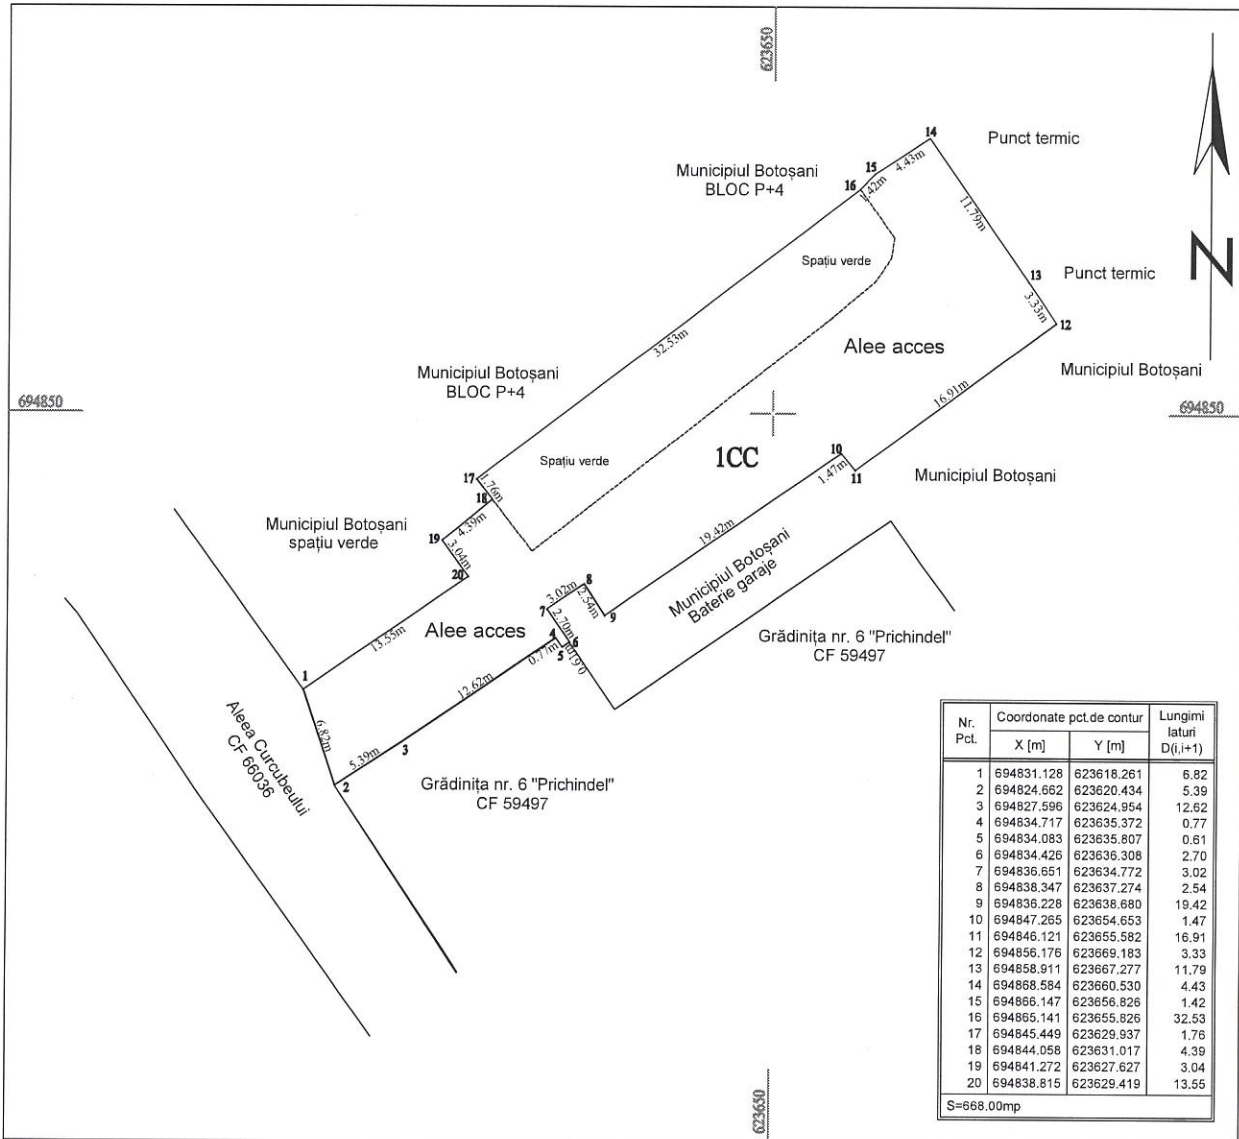 623650
14
Punct termic
Municipiul Botoșani
BLOC P+4
15
4.43m
16
1.42m
11.79m
N
Spațiu verde
13
Punct termic
3.33m
12
32.53m
Alee acces
Municipiul Botoșani
Municipiul Botoșani
BLOC P+4
16.91m
694850
694850
Spațiu verde
1CC
10
1.47m
11
Municipiul Botoșani
17
1.76m
18
Municipiul Botoșani
spațiu verde
19
4.39m
3.04m
20
19.42m
Municipiul Botoșani
Baterie garaje
8
3.02m
2.54m
7
9
2.70m
13.55m
Alee acces
4
6
0.77m
5
0.61m
Grădinița nr. 6 "Prichindel"
CF 59497
1
12.62m
6.82m
Aleea Curcubeului
CF 66036
5.39m
3
2
Grădinița nr. 6 "Prichindel"
CF 59497
Nr. Pct. Coordonate pct.de contur Lungimi laturi D(i,i+1)
X [m] Y [m]
1 694831.128 623618.261 6.82
2 694824.662 623620.434 5.39
3 694827.596 623624.954 12.62
4 694834.717 623635.372 0.77
5 694834.083 623635.807 0.61
6 694834.426 623636.308 2.70
7 694836.651 623634.772 3.02
8 694838.347 623637.274 2.54
9 694836.228 623638.680 19.42
10 694847.265 623654.653 1.47
11 694846.121 623655.582 16.91
12 694856.176 623669.183 3.33
13 694858.911 623667.277 11.79
14 694868.584 623660.530 4.43
15 694866.147 623656.826 1.42
16 694865.141 623655.826 32.53
17 694845.449 623629.937 1.76
18 694844.058 623631.017 4.39
19 694841.272 623627.627 3.04
20 694838.815 623629.419 13.55
S=668.00mp
623650